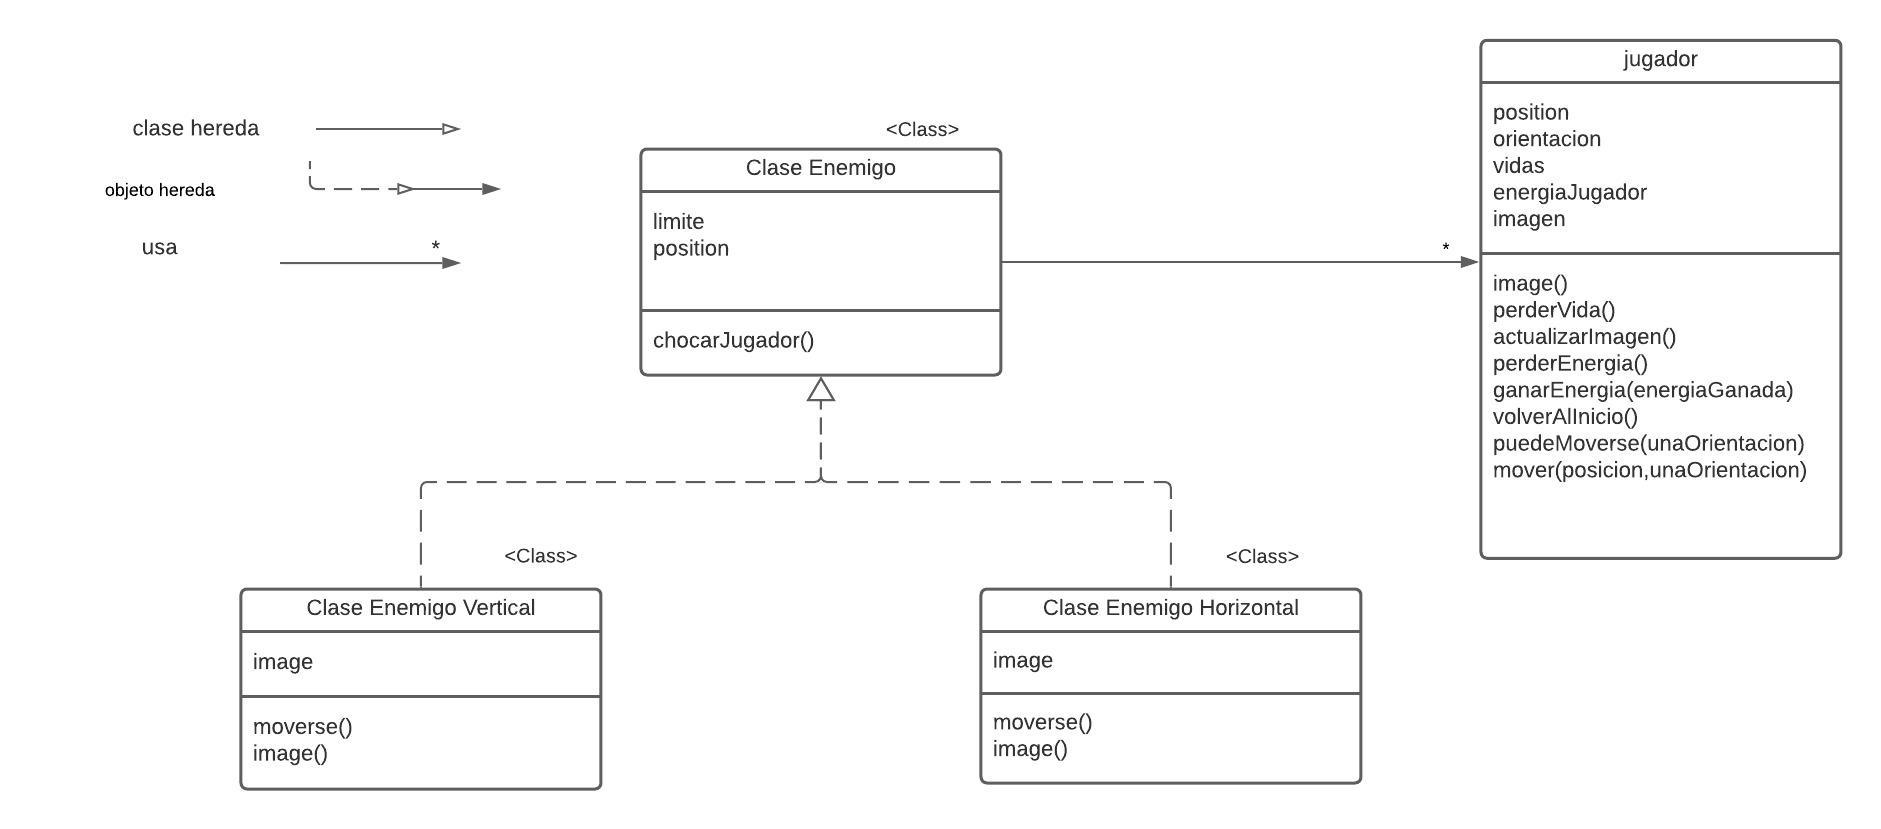 clase hereda
objeto hereda
usa
*
<Class>
Clase Enemigo
limite
position
chocarJugador()
*
jugador
position
orientacion
vidas
energiaJugador
imagen
image()
perderVida()
actualizarImagen()
perderEnergia()
ganarEnergia(energiaGanada)
volverAlInicio()
puedeMoverse(unaOrientacion)
mover(posicion,unaOrientacion)
<Class>
Clase Enemigo Vertical
image
moverse()
image()
<Class>
Clase Enemigo Horizontal
image
moverse()
image()